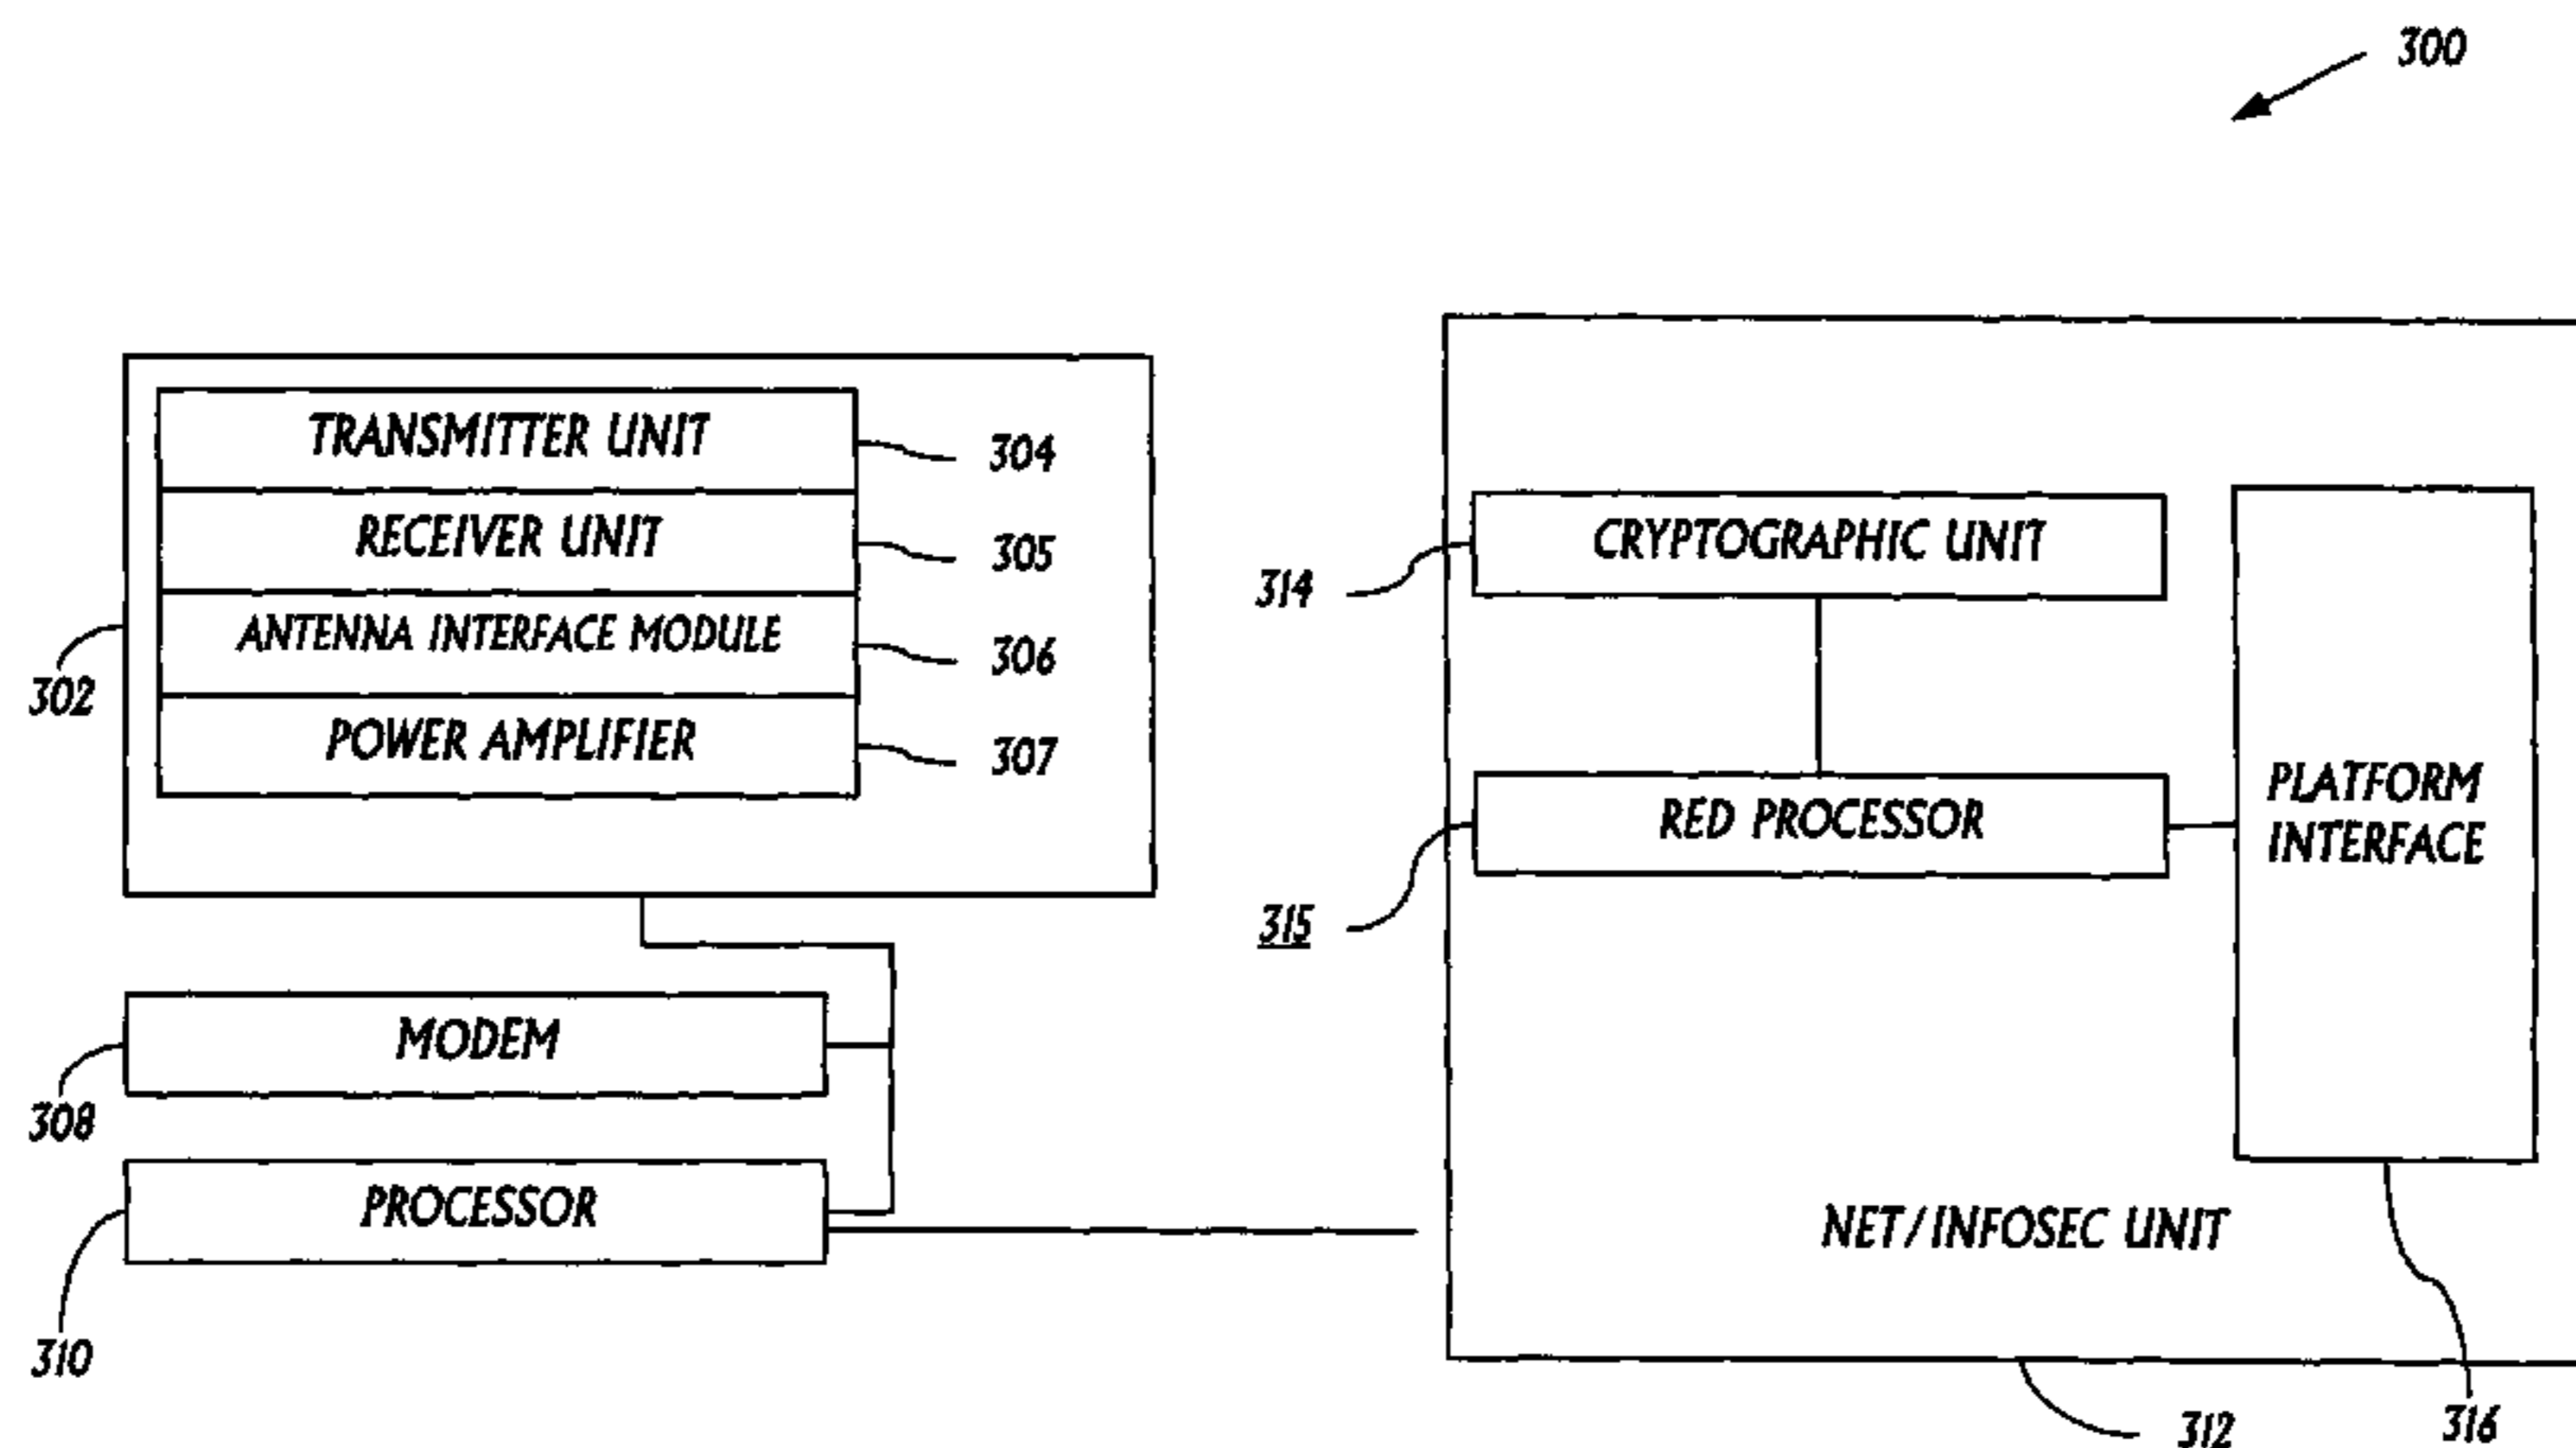 300
TRANSMITTER UNIT
304
RECEIVER UNIT
305
ANTENNA INTERFACE MODULE
306
POWER AMPLIFIER
307
302
MODEM
308
PROCESSOR
310
CRYPTOGRAPHIC UNIT
314
RED PROCESSOR
315
PLATFORM
INTERFACE
NET/INFOSEC UNIT
312
316